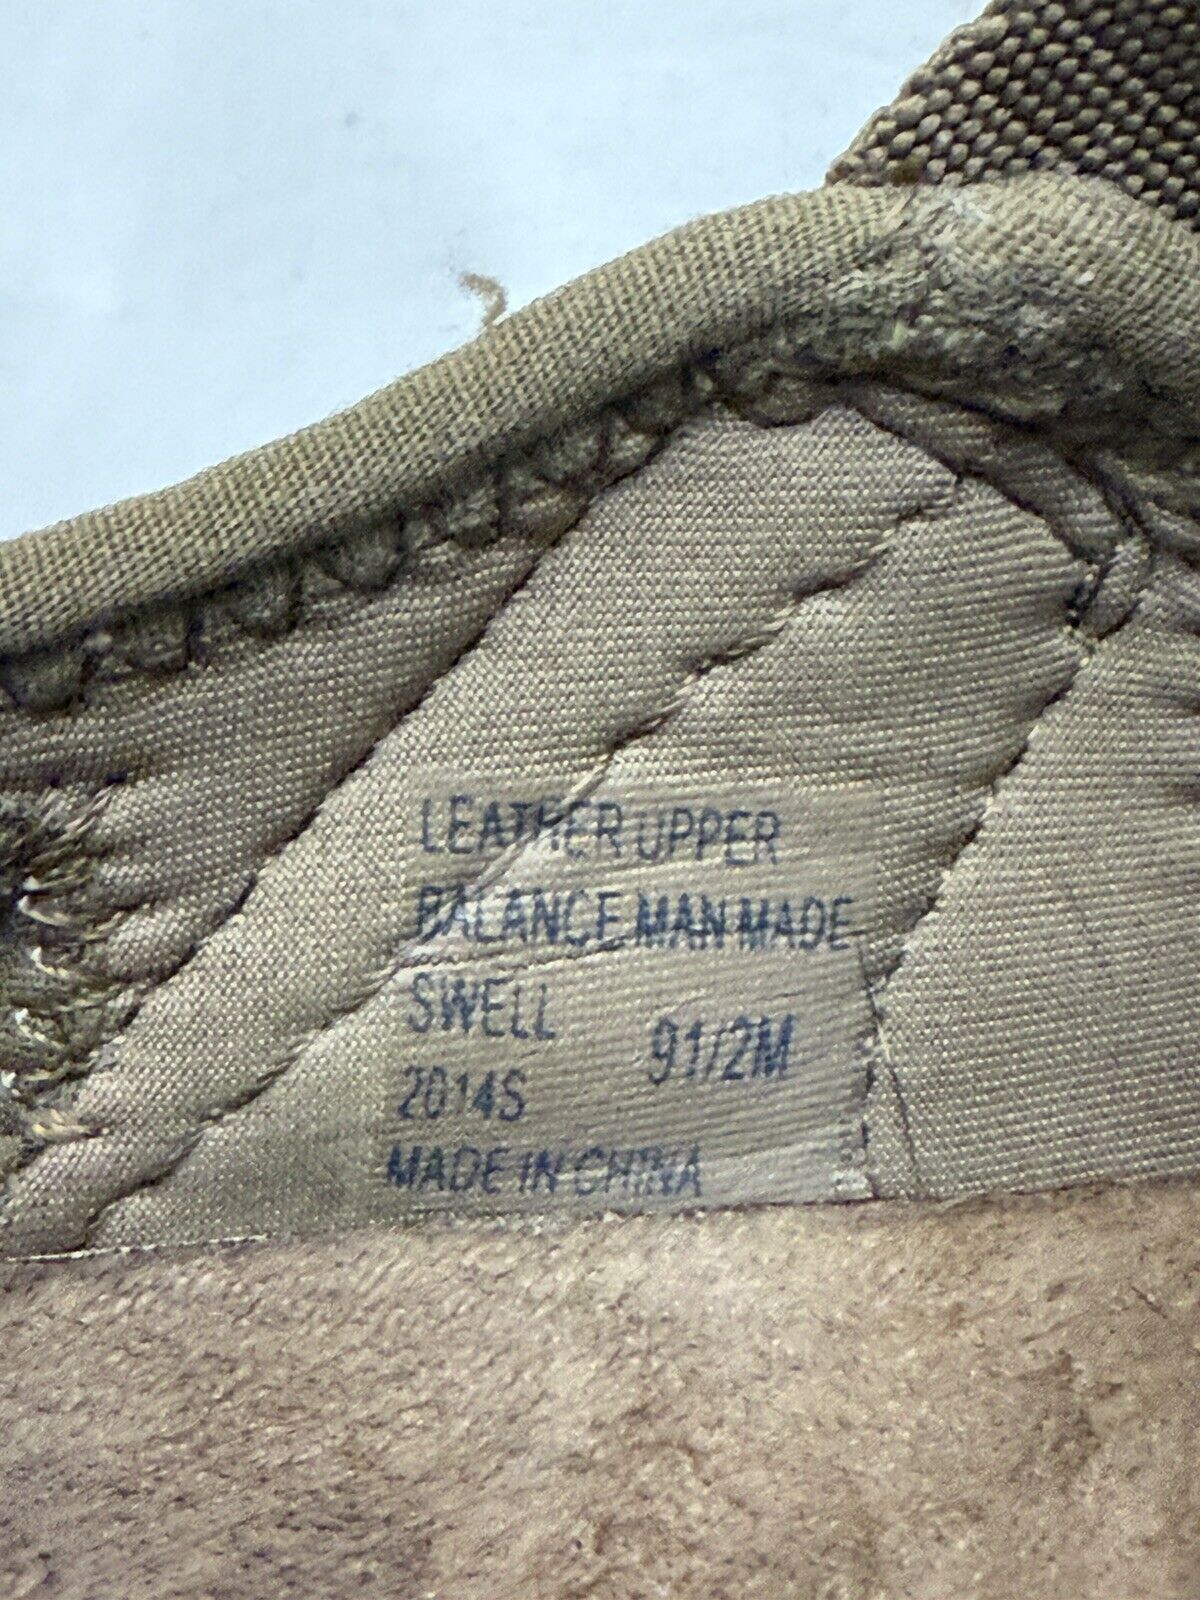 LEATHER UPPER
BALANCE MAN MADE
SWELL
91/2M
2014S
MADE IN CHINA